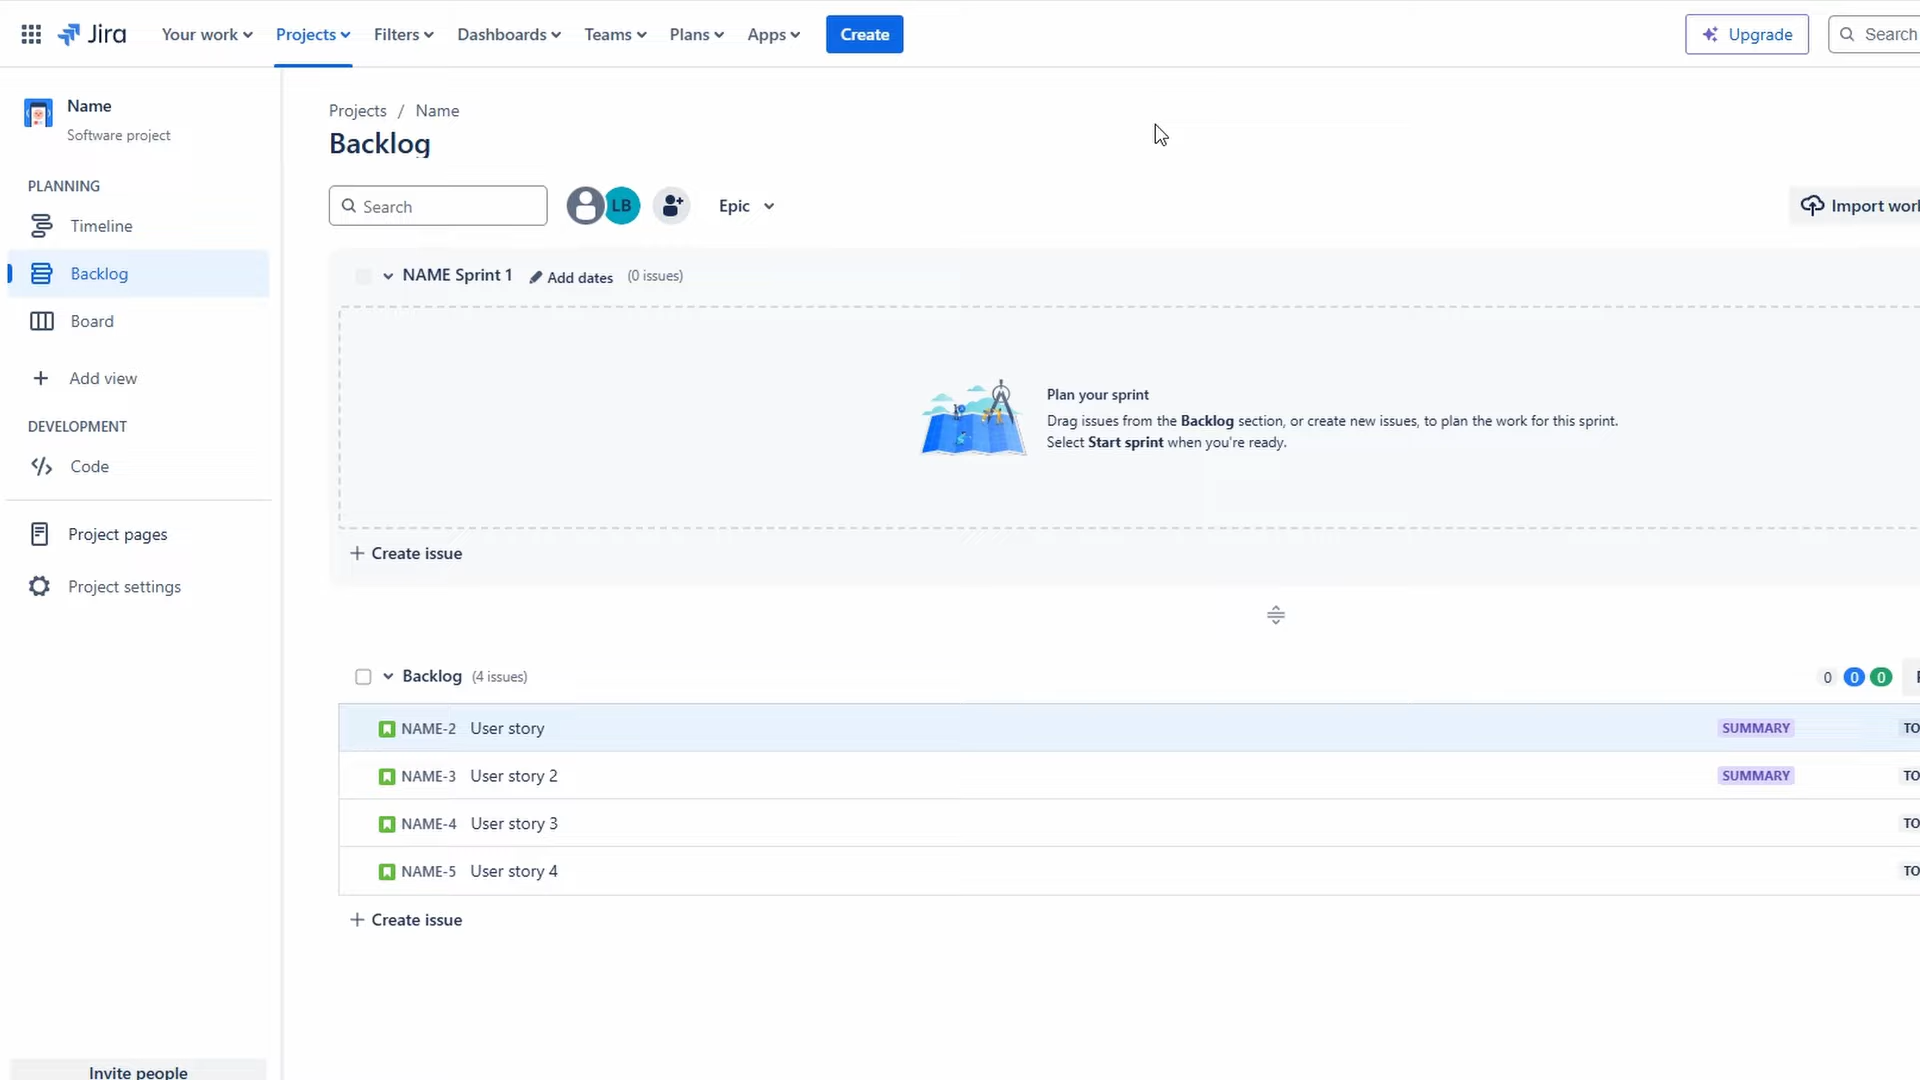 Jira Your work Projects Filters Dashboards Teams Plans Apps Create Upgrade Search
Name
Software project
PLANNING
Timeline
Backlog
Board
Add view
DEVELOPMENT
Code
Project pages
Project settings
Invite people
Projects / Name
Backlog
Search LB Epic
NAME Sprint 1 Add dates (0 issues)
Plan your sprint
Drag issues from the Backlog section, or create new issues, to plan the work for this sprint.
Select Start sprint when you're ready.
+ Create issue
Backlog (4 issues) 0 0 0
NAME-2 User story SUMMARY TO
NAME-3 User story 2 SUMMARY TO
NAME-4 User story 3 TO
NAME-5 User story 4 TO
+ Create issue
Import work